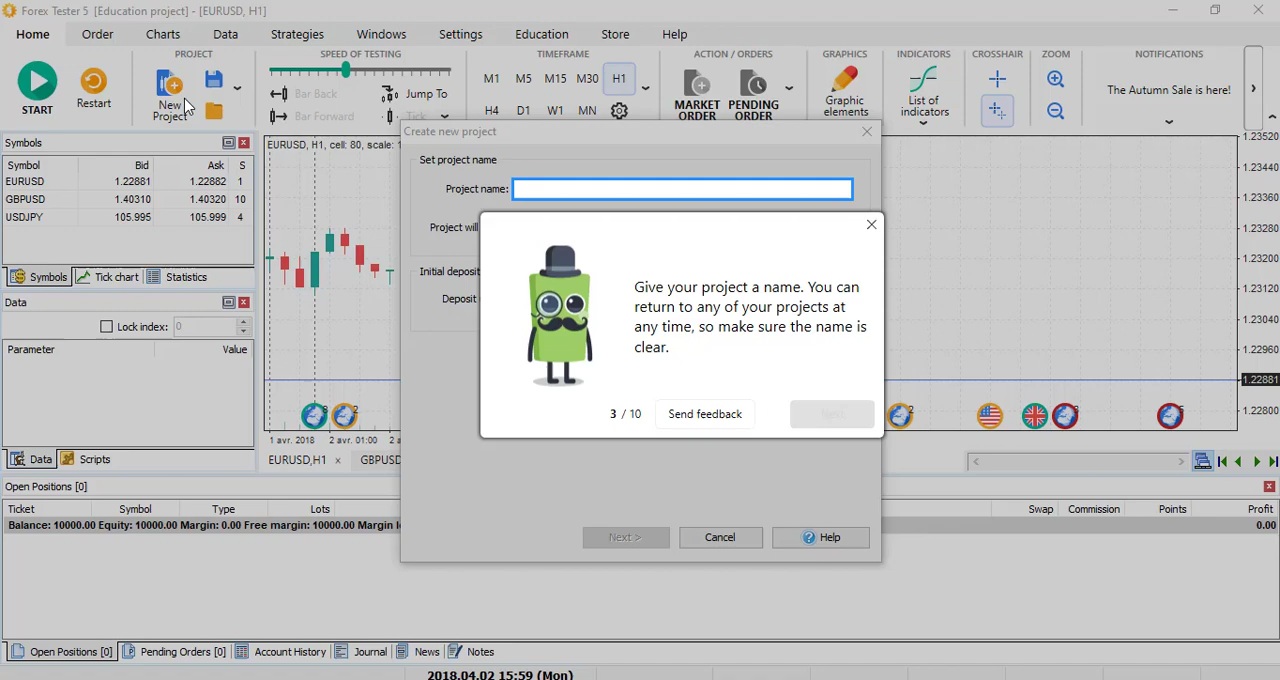 Forex Tester 5 [Education project] - [EURUSD, H1]
Home Order Charts Data Strategies Windows Settings Education Store Help
PROJECT
SPEED OF TESTING
TIMEFRAME
ACTION / ORDERS
GRAPHICS
INDICATORS
CROSSHAIR
ZOOM
NOTIFICATIONS
START
Restart
New
Project
Bar Back
Jump To
Bar Forward
Tick
M1 M5 M15 M30 H1
H4 D1 W1 MN
MARKET
ORDER
PENDING
ORDER
Graphic
elements
List of
indicators
The Autumn Sale is here!
Symbols
Symbol Bid Ask S
EURUSD 1.22881 1.22882 1
GBPUSD 1.40310 1.40320 10
USDJPY 105.995 105.999 4
Symbols Tick chart Statistics
Data
Lock index: 0
Parameter Value
Data Scripts
EURUSD, H1, cell: 80, scale:
1.23520
1.23440
1.23360
1.23280
1.23200
1.23120
1.23040
1.22960
1.22881
1.22800
2
2
5
1 avr. 2018 2 avr. 01:00
EURUSD,H1 x GBPUSD
Create new project
Set project name
Project name:
Project will
Initial deposit
Deposit
Give your project a name. You can
return to any of your projects at
any time, so make sure the name is
clear.
3 / 10 Send feedback
Next > Cancel Help
Open Positions [0]
Ticket Symbol Type Lots Swap Commission Points Profit
Balance: 10000.00 Equity: 10000.00 Margin: 0.00 Free margin: 10000.00 Margin 0.00
Open Positions [0] Pending Orders [0] Account History Journal News Notes
2018.04.02 15:59 (Mon)